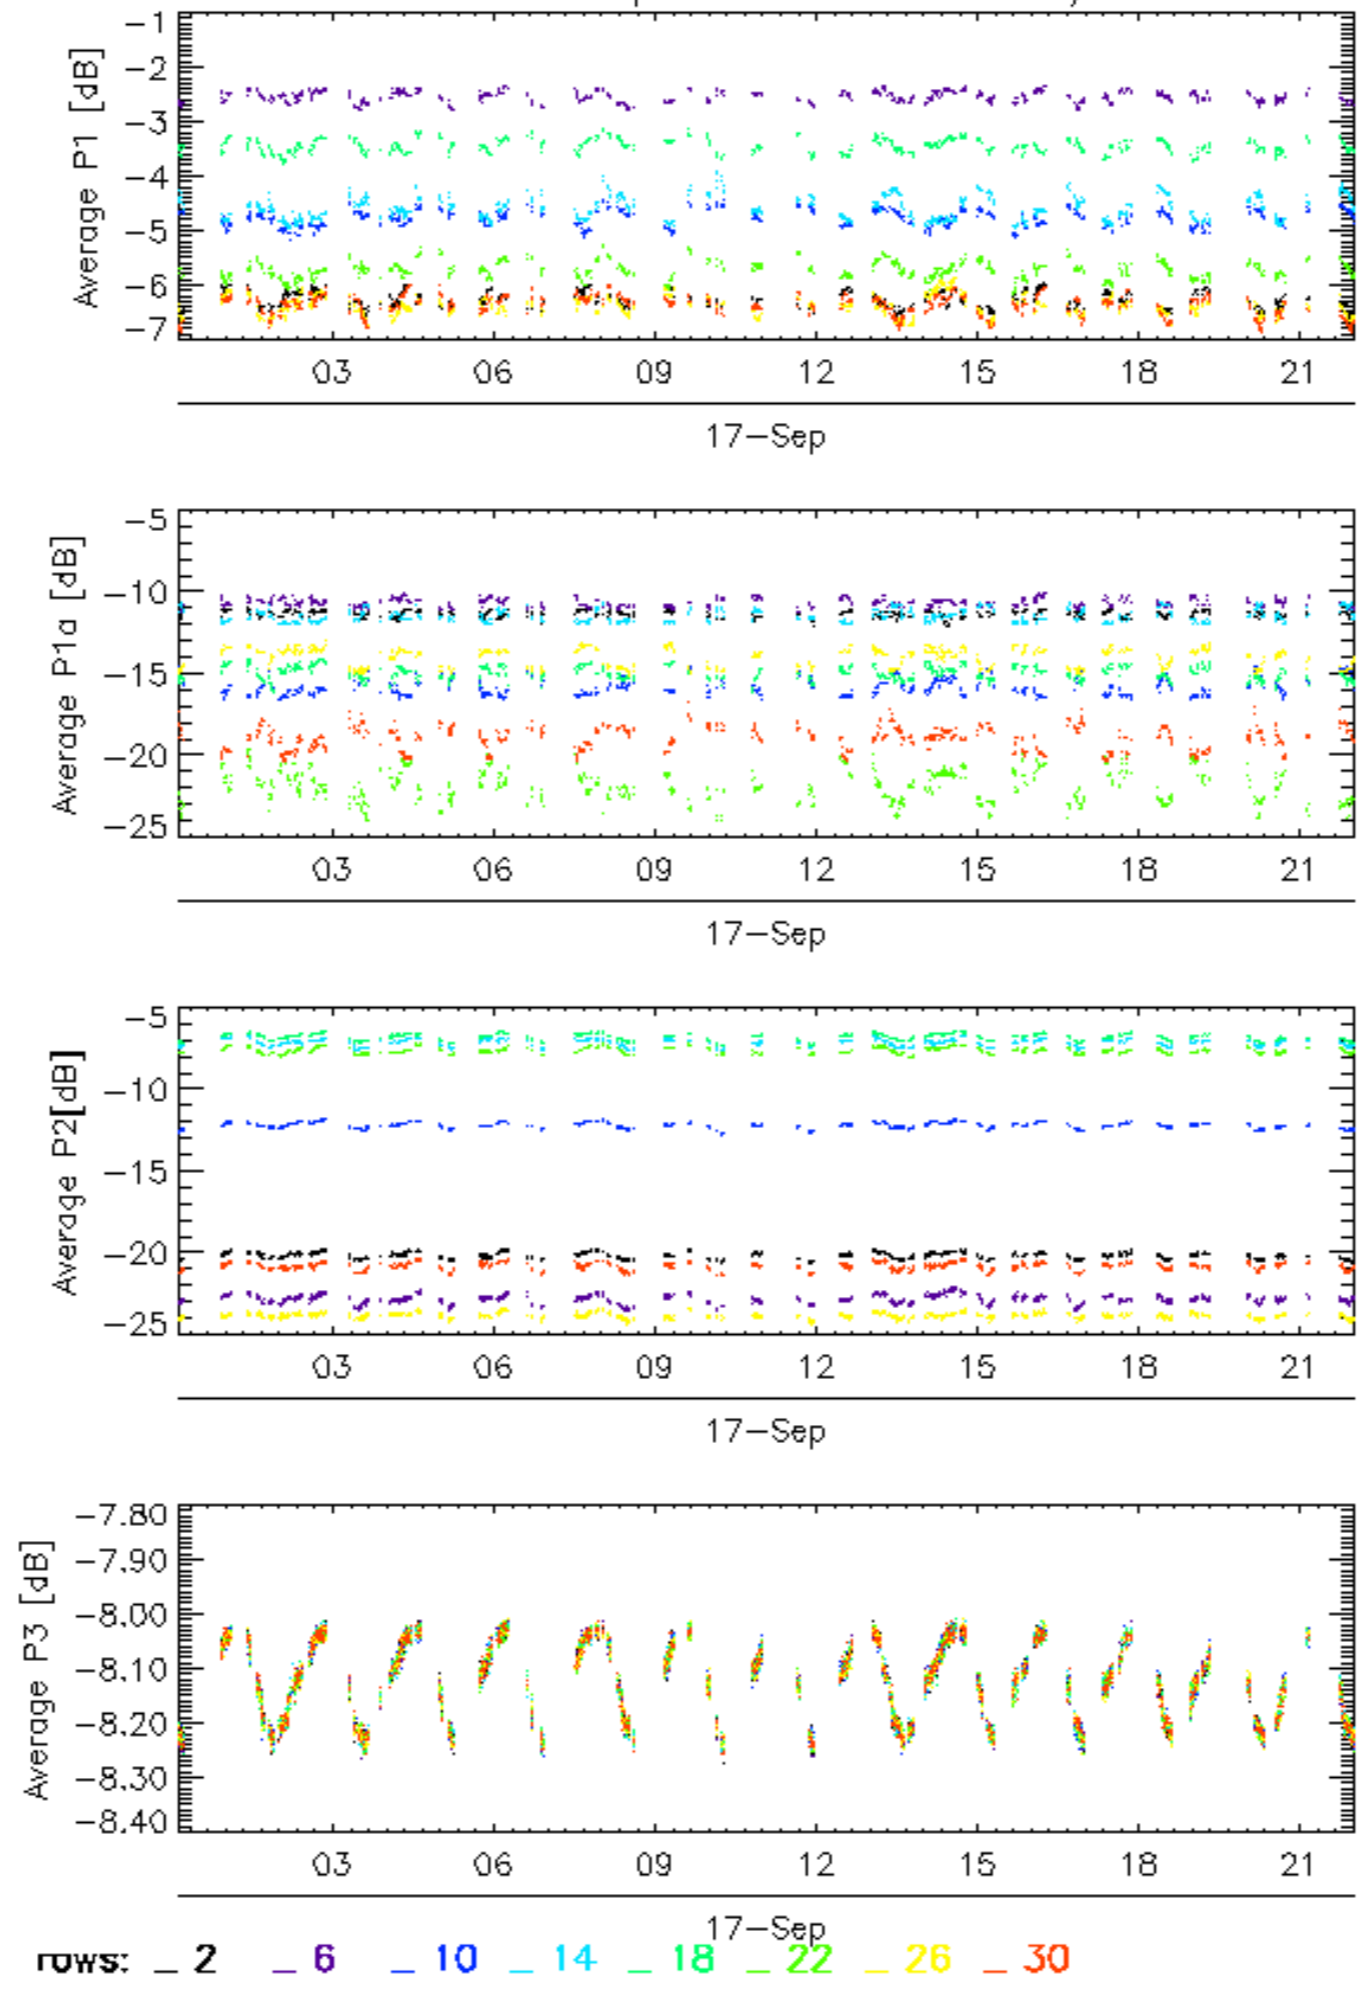 Average P1 [dB]
-1
-2
-3
-4
-5
-6
-7
03 06 09 12 15 18 21
17-Sep
Average P1a [dB]
-5
-10
-15
-20
-25
03 06 09 12 15 18 21
17-Sep
Average P2[dB]
-5
-10
-15
-20
-25
03 06 09 12 15 18 21
17-Sep
Average P3 [dB]
-7.80
-7.90
-8.00
-8.10
-8.20
-8.30
-8.40
03 06 09 12 15 18 21
17-Sep
rows: _ 2 _ 6 _ 10 _ 14 _ 18 _ 22 _ 26 _ 30